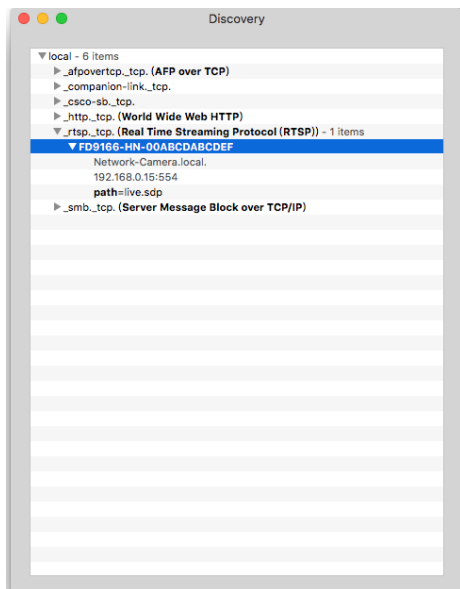 Discovery
local - 6 items
_afpovertcp._tcp. (AFP over TCP)
_companion-link._tcp.
_csco-sb._tcp.
_http._tcp. (World Wide Web HTTP)
_rtsp._tcp. (Real Time Streaming Protocol (RTSP)) - 1 items
FD9166-HN-00ABCDABCDEF
Network-Camera.local.
192.168.0.15:554
path=live.sdp
_smb._tcp. (Server Message Block over TCP/IP)